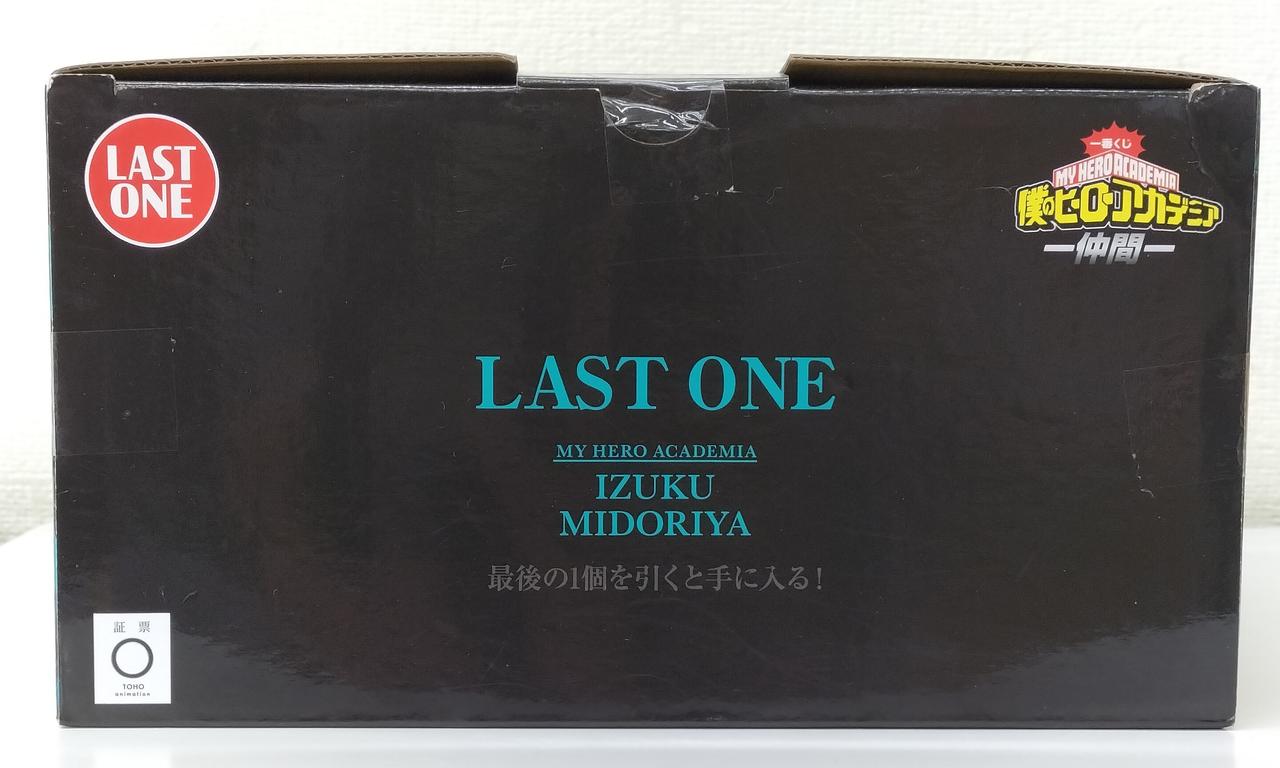 LAST
ONE
一番くじ
MY HERO ACADEMIA
僕のヒーローアカデミア
―仲間―
LAST ONE
MY HERO ACADEMIA
IZUKU
MIDORIYA
最後の1個を引くと手に入る！
証 票
TOHO
animation